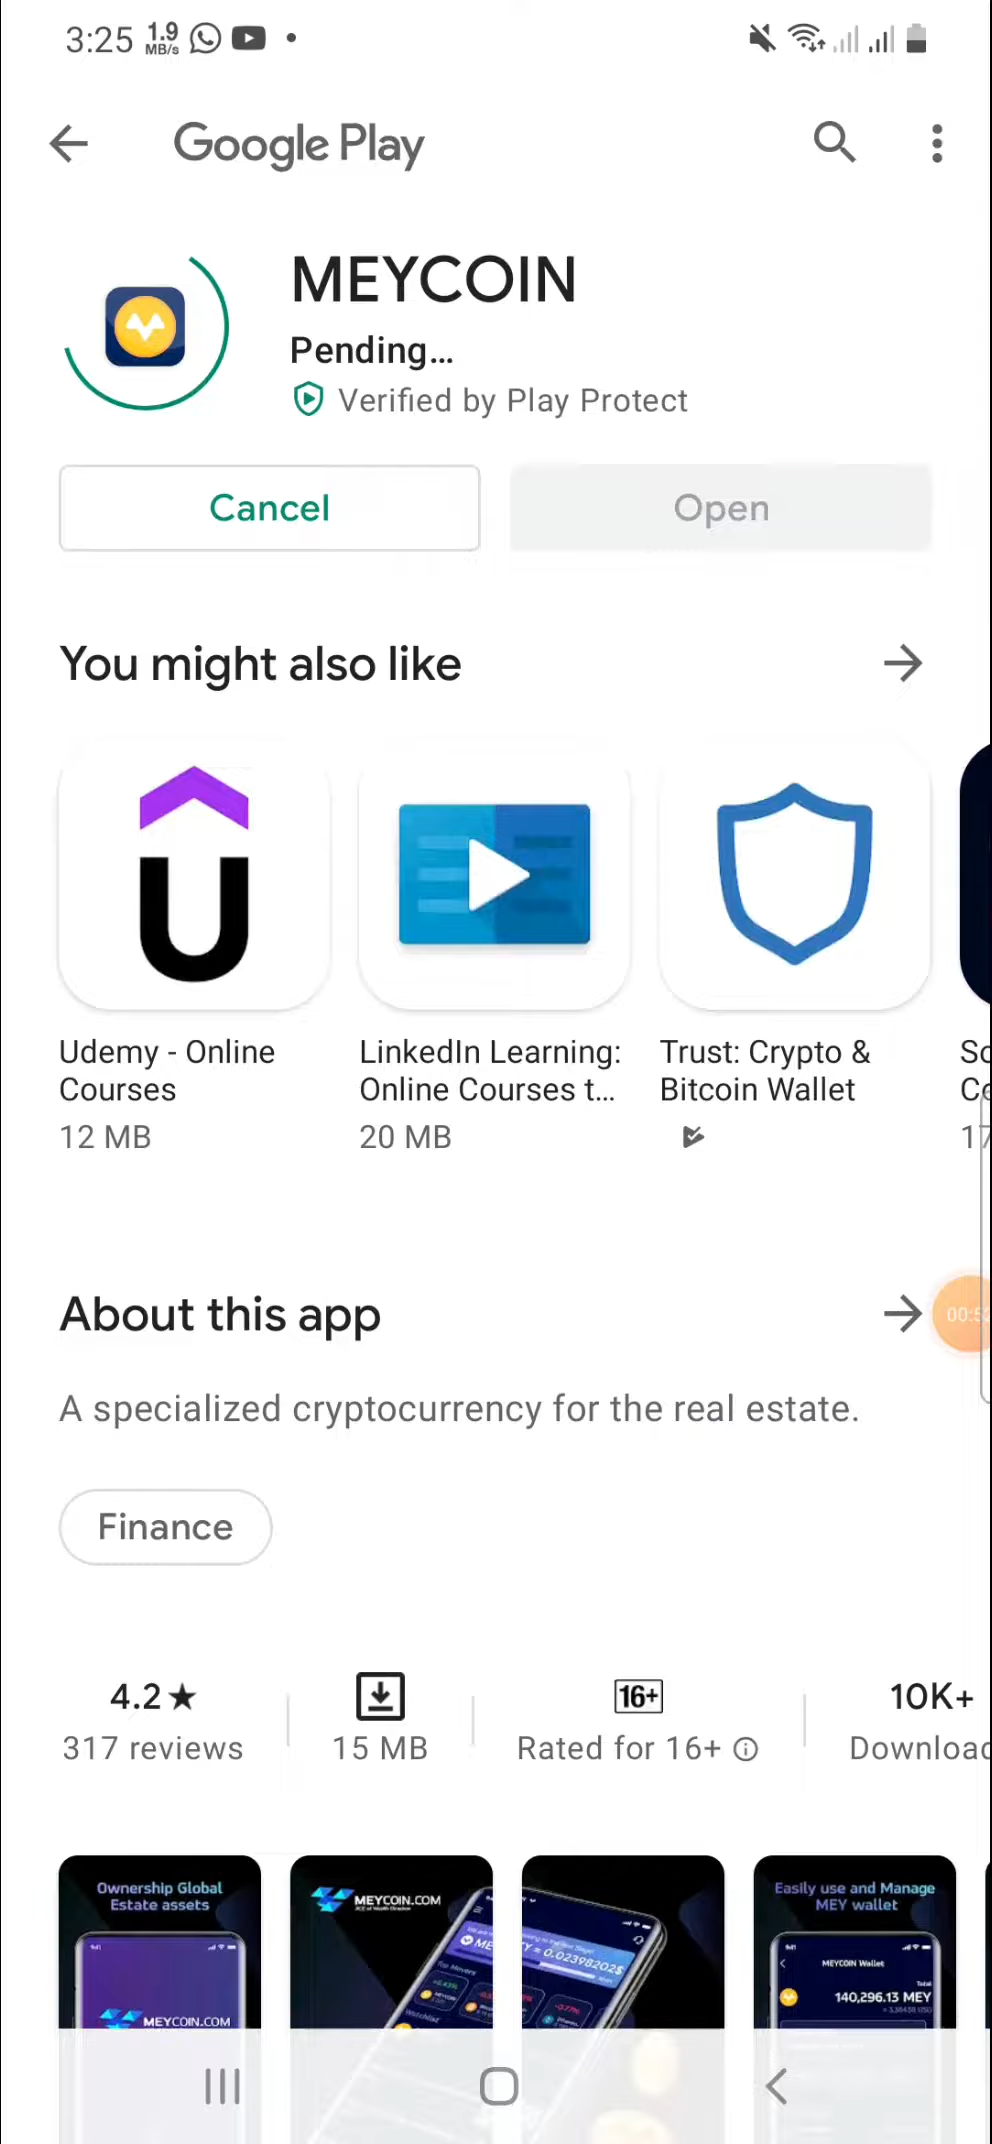 3:25 1.9 MB/s
Google Play
MEYCOIN
Pending...
Verified by Play Protect
Cancel
Open
You might also like
Udemy - Online
Courses
12 MB
LinkedIn Learning:
Online Courses t...
20 MB
Trust: Crypto &
Bitcoin Wallet
About this app
A specialized cryptocurrency for the real estate.
Finance
4.2★
317 reviews
15 MB
16+
Rated for 16+
10K+
Ownership Global
Estate assets
MEYCOIN.COM
MEYCOIN.COM
Easily use and Manage
MEY wallet
MEYCOIN Wallet
Total
140,296.13 MEY